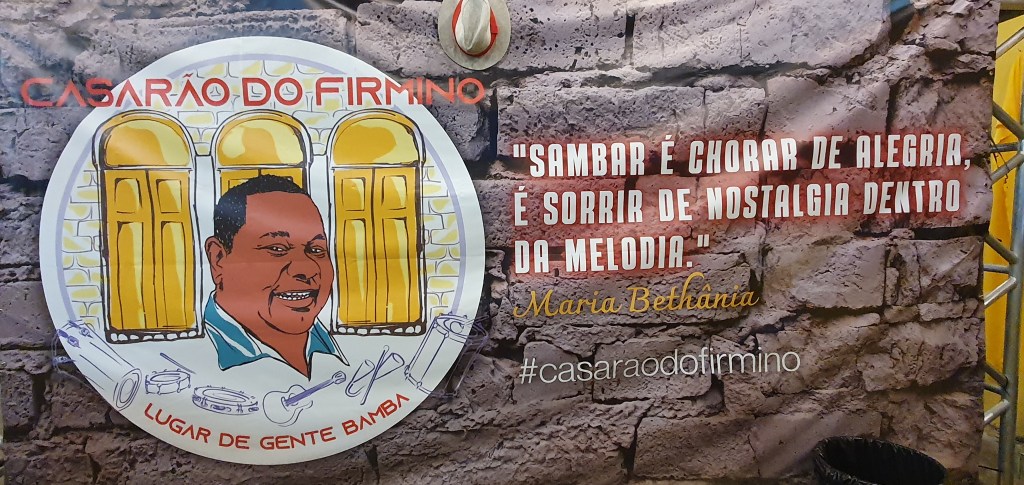 CASARÃO DO FIRMINO
LUGAR DE GENTE BAMBA
"SAMBAR É CHORAR DE ALEGRIA,
É SORRIR DE NOSTALGIA DENTRO
DA MELODIA."
Maria Bethânia
#casaraodofirmino